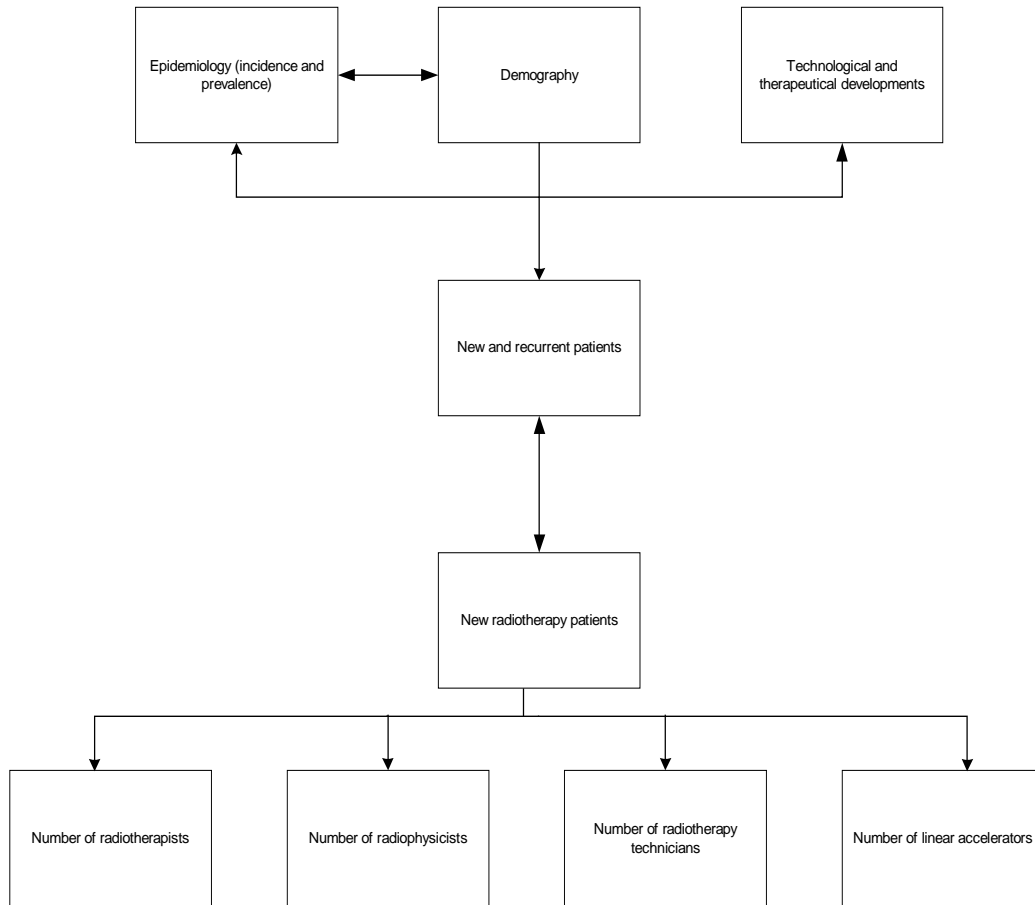 Epidemiology (incidence and
prevalence)
Demography
Technological and
therapeutical developments
New and recurrent patients
New radiotherapy patients
Number of radiotherapists
Number of radiophysicists
Number of radiotherapy
technicians
Number of linear accelerators